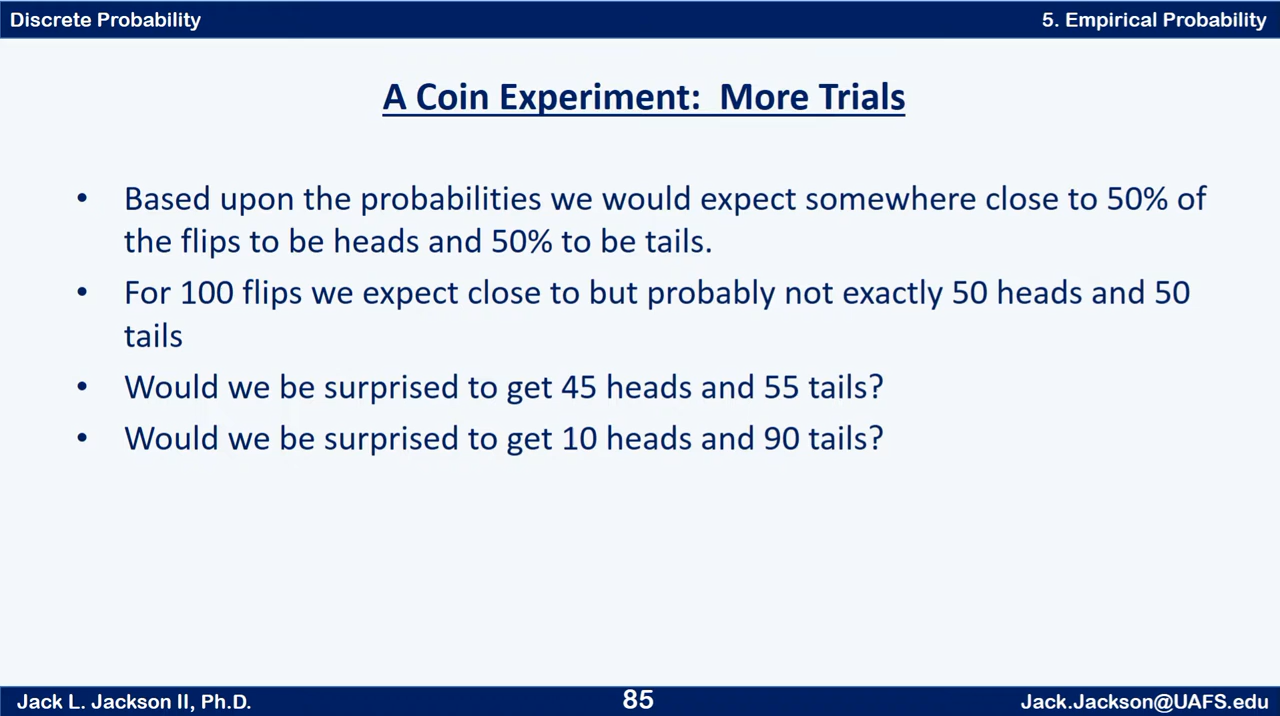 Discrete Probability
5. Empirical Probability
A Coin Experiment: More Trials
• Based upon the probabilities we would expect somewhere close to 50% of
the flips to be heads and 50% to be tails.
• For 100 flips we expect close to but probably not exactly 50 heads and 50
tails
• Would we be surprised to get 45 heads and 55 tails?
• Would we be surprised to get 10 heads and 90 tails?
Jack L. Jackson II, Ph.D.
85
Jack.Jackson@UAFS.edu